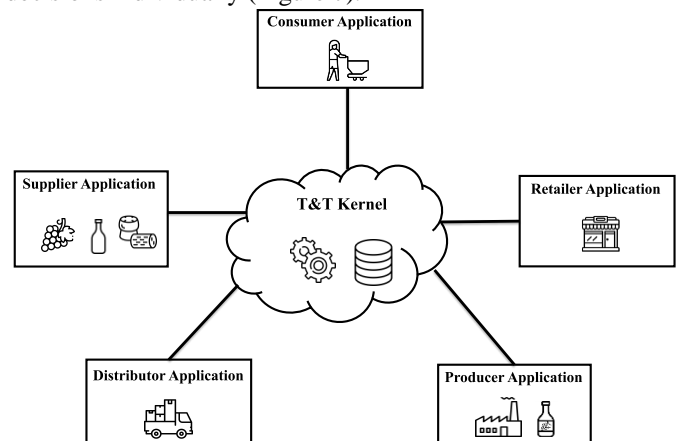 Consumer Application
Supplier Application
T&T Kernel
Retailer Application
Distributor Application
Producer Application